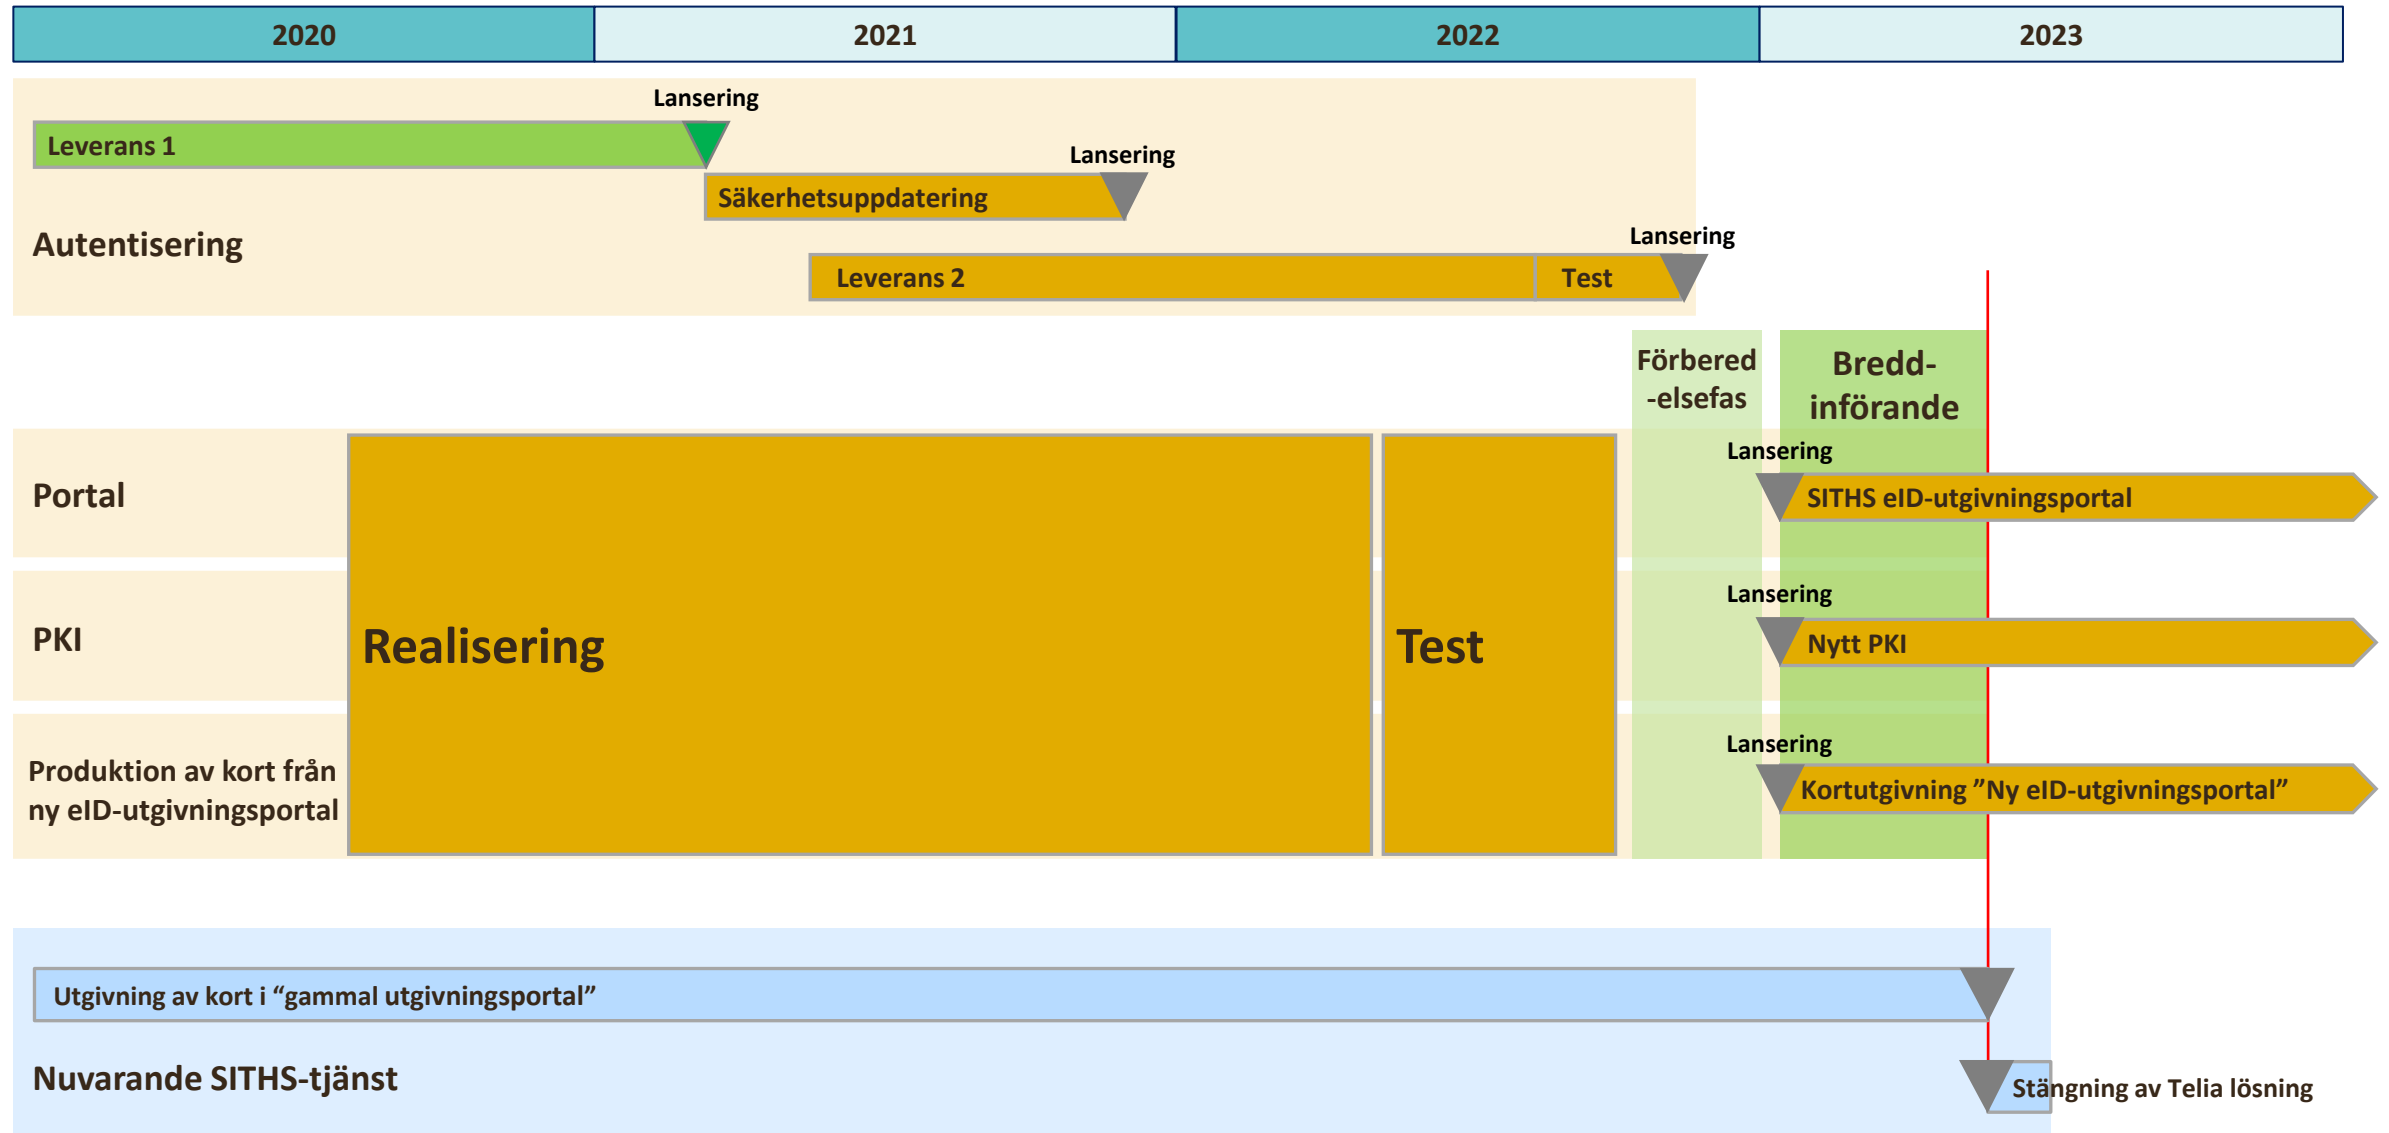 2020
2021
2022
2023
Lansering
Leverans 1
Lansering
Säkerhetsuppdatering
Autentisering
Lansering
Leverans 2
Test
Förbered
-elsefas
Bredd-
införande
Portal
Lansering
SITHS eID-utgivningsportal
PKI
Realisering
Test
Lansering
Nytt PKI
Produktion av kort från
ny eID-utgivningsportal
Lansering
Kortutgivning ”Ny eID-utgivningsportal”
Utgivning av kort i “gammal utgivningsportal”
Nuvarande SITHS-tjänst
Stängning av Telia lösning